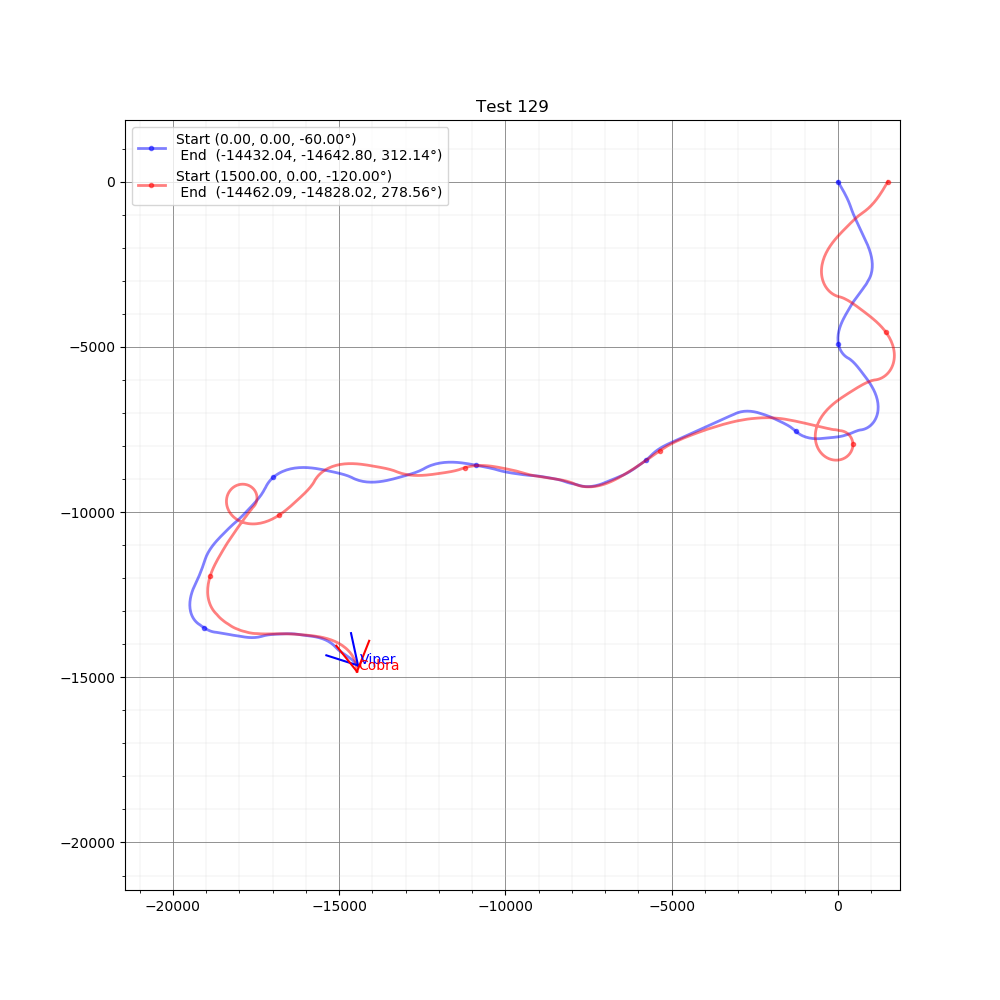 Test 129
Start (0.00, 0.00, -60.00°)
End (-14432.04, -14642.80, 312.14°)
Start (1500.00, 0.00, -120.00°)
End (-14462.09, -14828.02, 278.56°)
0
−5000
−10000
−15000
−20000
Viper
Cobra
−20000 −15000 −10000 −5000 0